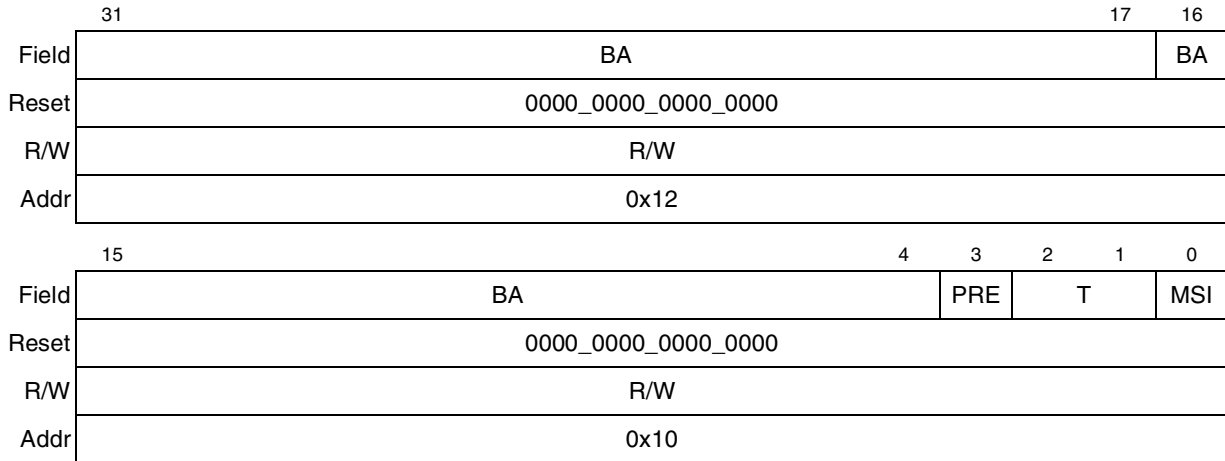 31 17 16
Field BA BA
Reset 0000_0000_0000_0000
R/W R/W
Addr 0x12
15 4 3 2 1 0
Field BA PRE T MSI
Reset 0000_0000_0000_0000
R/W R/W
Addr 0x10